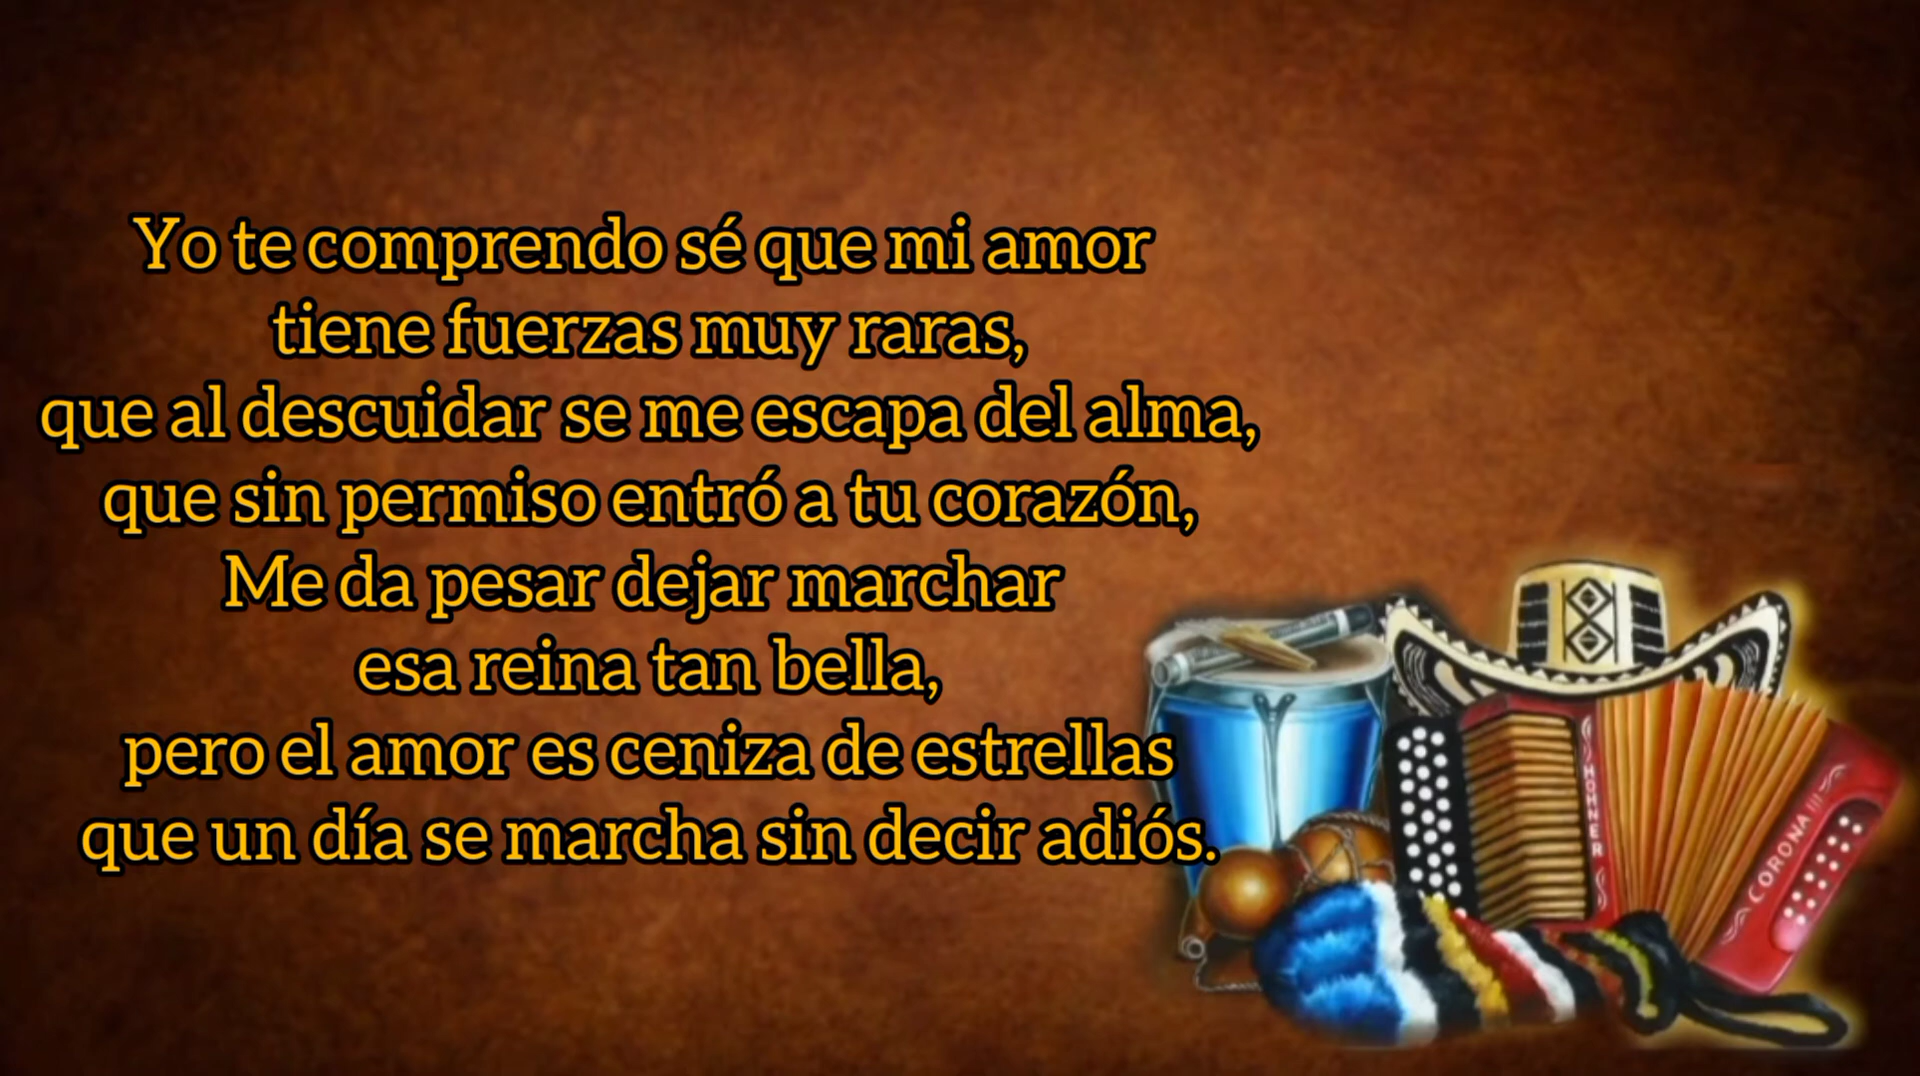 Yo te comprendo sé que mi amor
tiene fuerzas muy raras,
que al descuidar se me escapa del alma,
que sin permiso entró a tu corazón,
Me da pesar dejar marchar
esa reina tan bella,
pero el amor es ceniza de estrellas
que un día se marcha sin decir adiós.
HOHNER
CORONA III